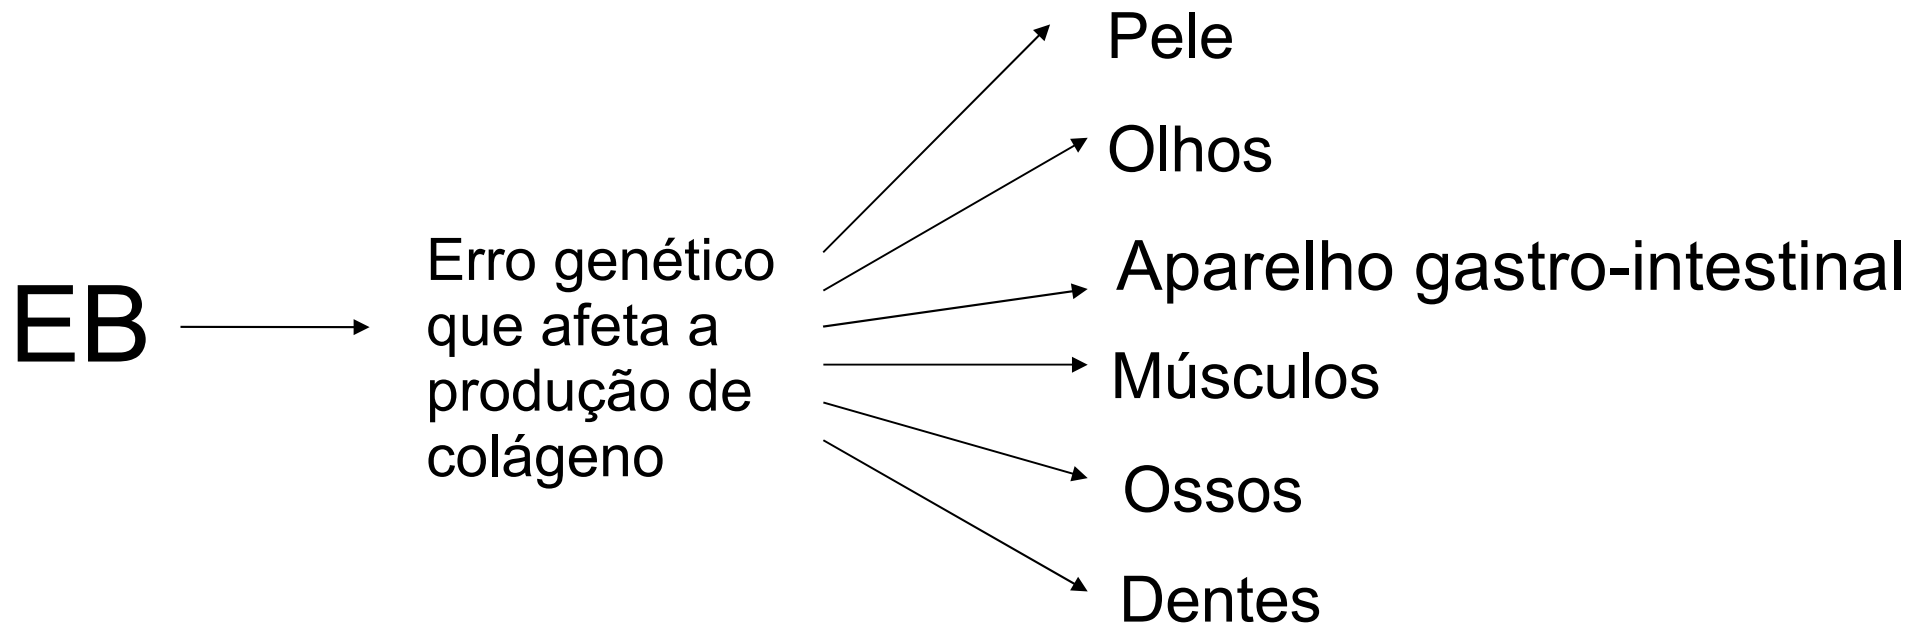 EB
Erro genético
que afeta a
produção de
colágeno
Pele
Olhos
Aparelho gastro-intestinal
Músculos
Ossos
Dentes